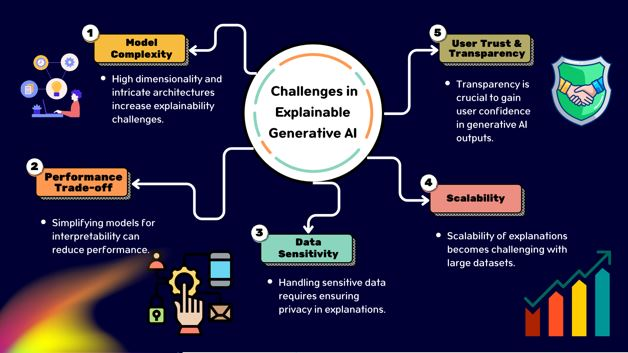 Challenges in
Explainable
Generative AI
1
Model
Complexity
• High dimensionality and
intricate architectures
increase explainability
challenges.
2
Performance
Trade-off
• Simplifying models for
interpretability can
reduce performance.
3
Data
Sensitivity
• Handling sensitive data
requires ensuring
privacy in explanations.
4
Scalability
• Scalability of explanations
becomes challenging with
large datasets.
5
User Trust &
Transparency
• Transparency is
crucial to gain
user confidence
in generative AI
outputs.